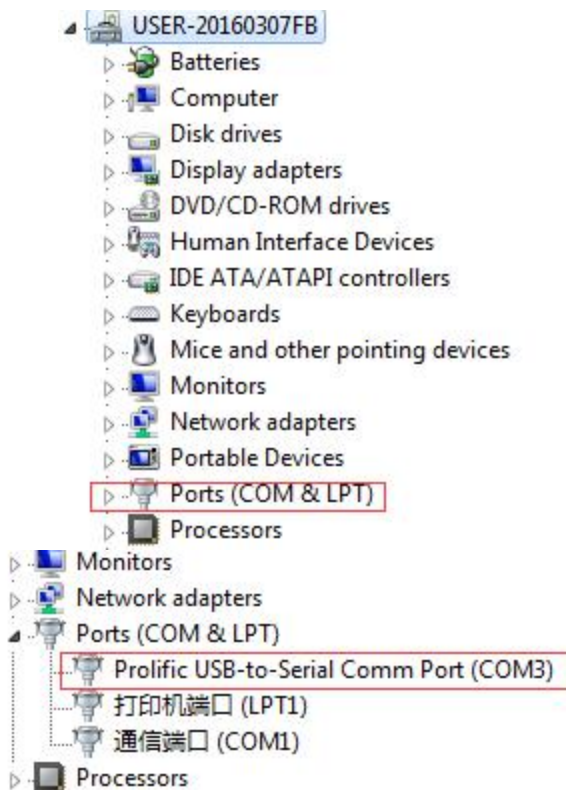 USER-20160307FB
Batteries
Computer
Disk drives
Display adapters
DVD/CD-ROM drives
Human Interface Devices
IDE ATA/ATAPI controllers
Keyboards
Mice and other pointing devices
Monitors
Network adapters
Portable Devices
Ports (COM & LPT)
Processors
Monitors
Network adapters
Ports (COM & LPT)
Prolific USB-to-Serial Comm Port (COM3)
打印机端口 (LPT1)
通信端口 (COM1)
Processors